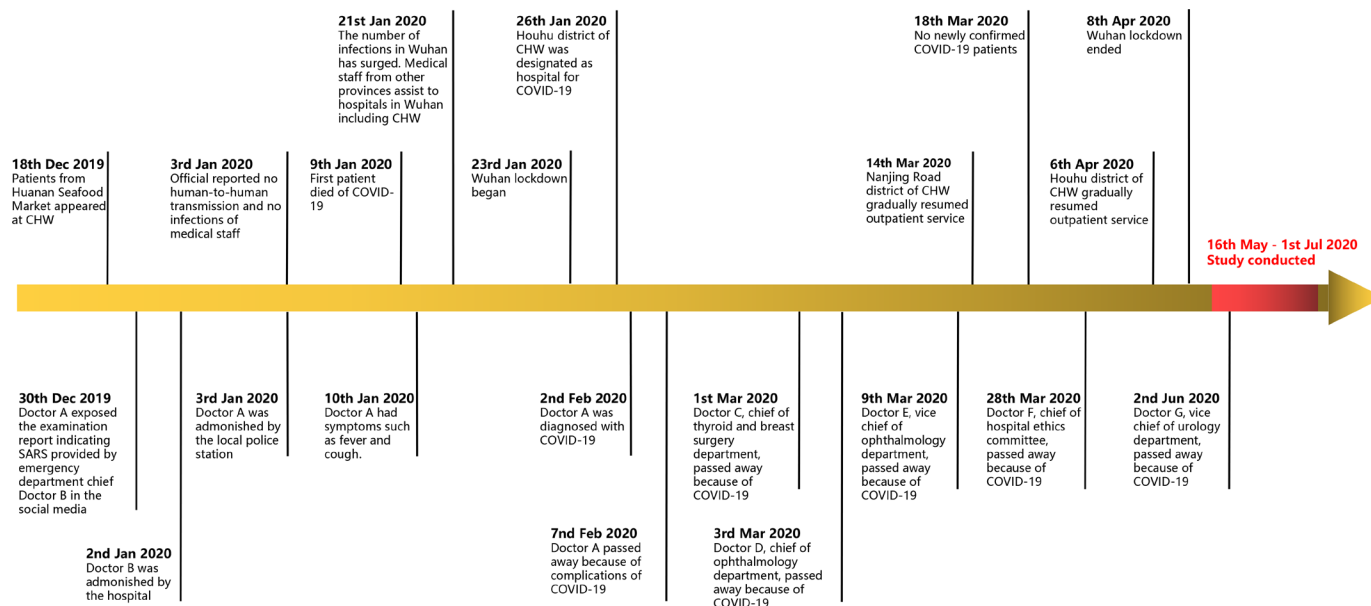 21st Jan 2020
The number of
infections in Wuhan
has surged. Medical
staff from other
provinces assist to
hospitals in Wuhan
including CHW
26th Jan 2020
Houhu district of
CHW was
designated as
hospital for
COVID-19
18th Mar 2020
No newly confirmed
COVID-19 patients
8th Apr 2020
Wuhan lockdown
ended
18th Dec 2019
Patients from
Huanan Seafood
Market appeared
at CHW
3rd Jan 2020
Official reported no
human-to-human
transmission and no
infections of
medical staff
9th Jan 2020
First patient
died of COVID-
19
23rd Jan 2020
Wuhan lockdown
began
14th Mar 2020
Nanjing Road
district of CHW
gradually resumed
outpatient service
6th Apr 2020
Houhu district of
CHW gradually
resumed
outpatient service
16th May - 1st Jul 2020
Study conducted
30th Dec 2019
Doctor A exposed
the examination
report indicating
SARS provided by
emergency
department chief
Doctor B in the
social media
2nd Jan 2020
Doctor B was
admonished by
the hospital
3rd Jan 2020
Doctor A was
admonished by
the local police
station
10th Jan 2020
Doctor A had
symptoms such
as fever and
cough.
2nd Feb 2020
Doctor A was
diagnosed with
COVID-19
7nd Feb 2020
Doctor A passed
away because of
complications of
COVID-19
1st Mar 2020
Doctor C, chief of
thyroid and breast
surgery
department,
passed away
because of
COVID-19
3rd Mar 2020
Doctor D, chief of
ophthalmology
department, passed
away because of
COVID-19
9th Mar 2020
Doctor E, vice
chief of
ophthalmology
department,
passed away
because of
COVID-19
28th Mar 2020
Doctor F, chief of
hospital ethics
committee,
passed away
because of
COVID-19
2nd Jun 2020
Doctor G, vice
chief of urology
department,
passed away
because of
COVID-19